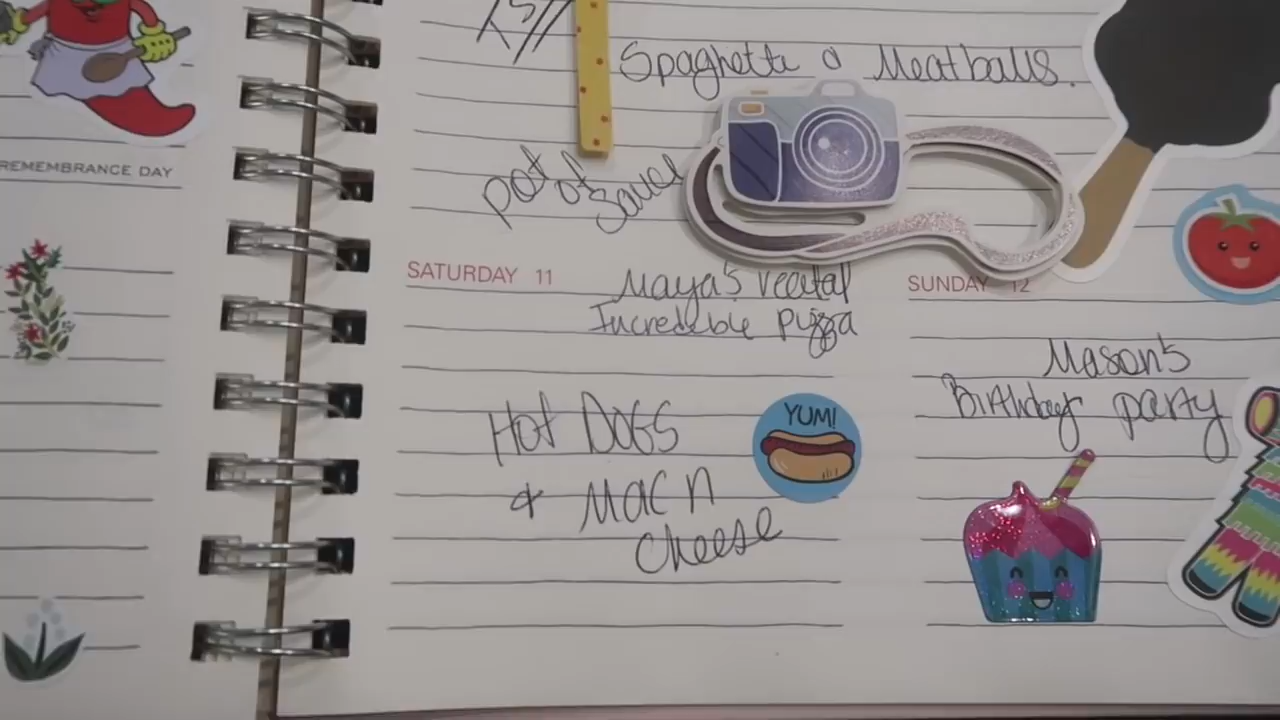 Spaghetti & Meatballs.
REMEMBRANCE DAY
pot of
sauce
SATURDAY 11
Maya's recital
Incredible pizza
SUNDAY 12
Mason's
Birthday party
YUM!
Hot DoGS
& Mac n
cheese